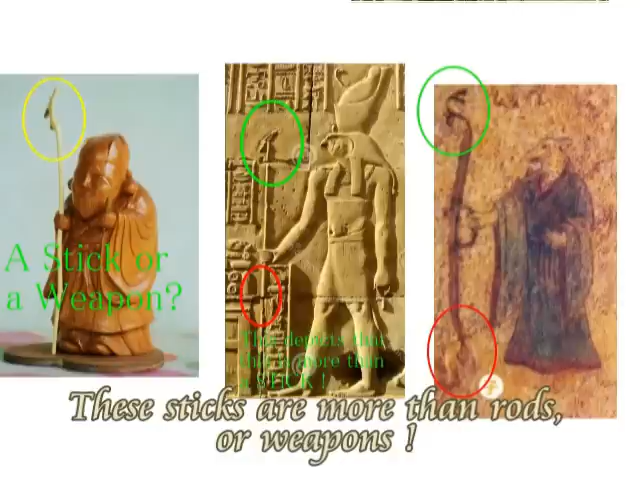 A Stick or
a Weapon?
This depicts that
this is more than
a STICK !
These sticks are more than rods,
or weapons !